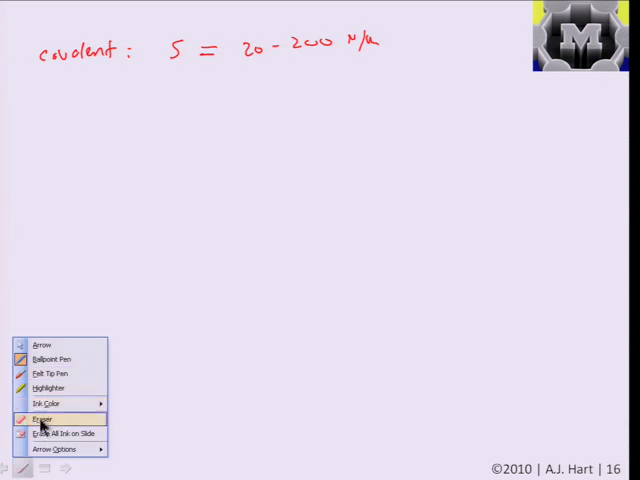 covalent: S = 20 - 200 N/m
M
Arrow
Ballpoint Pen
Felt Tip Pen
Highlighter
Ink Color
Eraser
Erase All Ink on Slide
Arrow Options
©2010 | A.J. Hart | 16